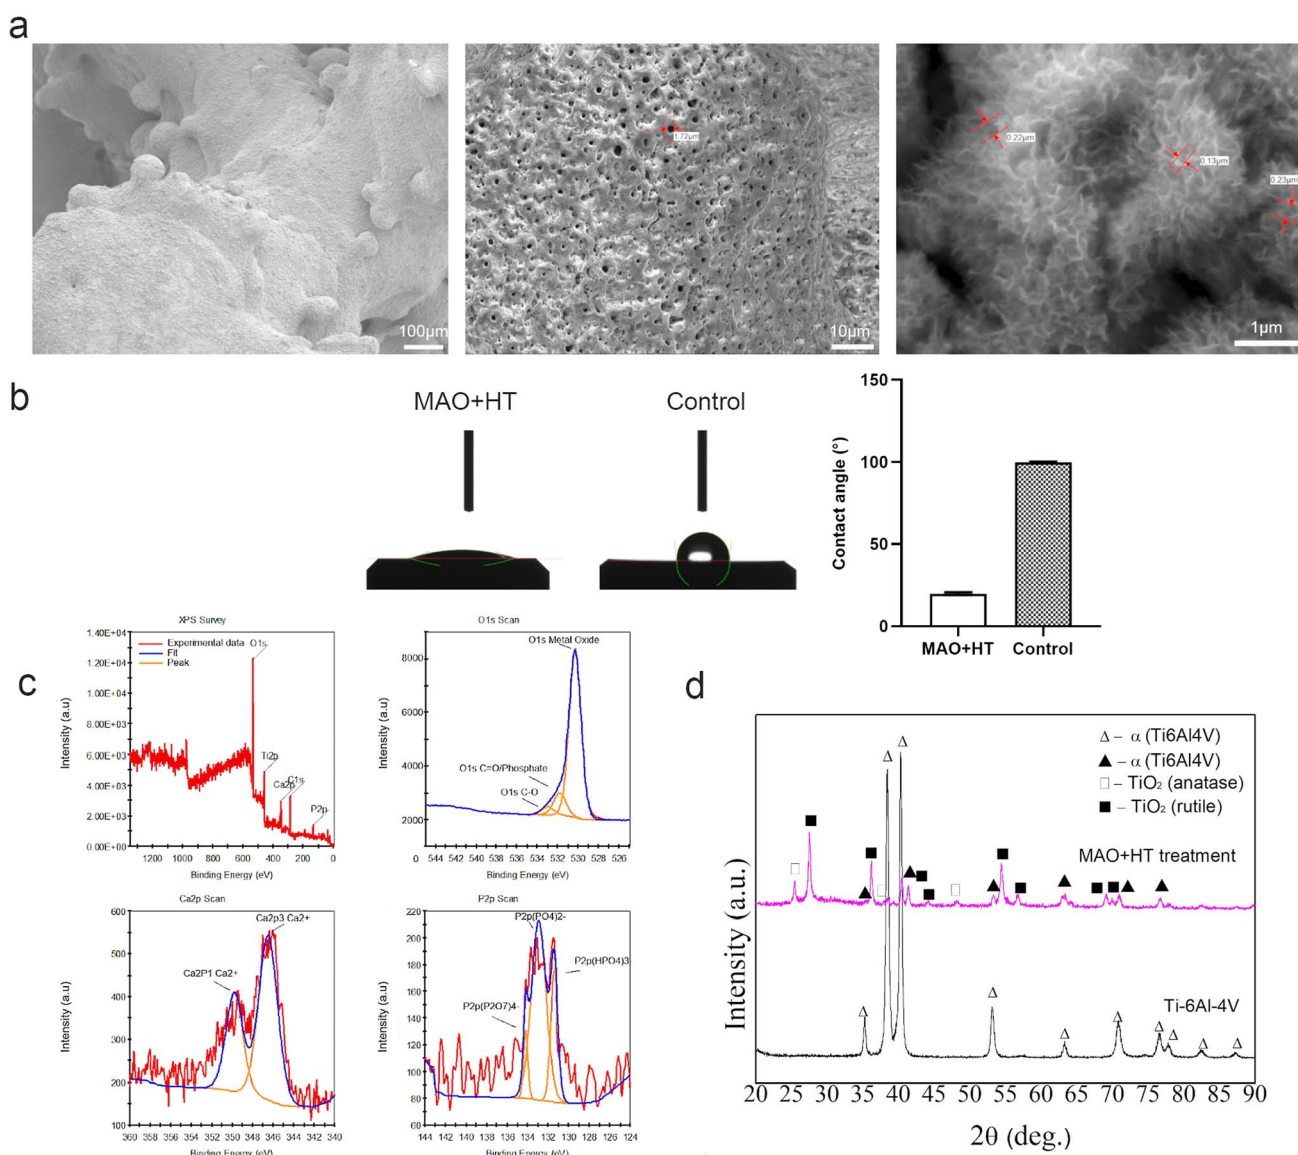 a
1.72µm
100µm
10µm
0.22µm
0.13µm
0.23µm
1µm
b
MAO+HT
Control
150
100
50
0
Contact angle (°)
MAO+HT
Control
c
XPS Survey
Experimental data
Fit
Peak
O1s
Ti2p
Ca2p
C1s
P2p
1.40E+04
1.20E+04
1.00E+04
8.00E+03
6.00E+03
4.00E+03
2.00E+03
0.00E+00
Intensity (a.u)
1200 1000 800 600 400 200 0
Binding Energy (eV)
O1s Scan
O1s Metal Oxide
O1s C=O/Phosphate
O1s C-O
8000
6000
4000
2000
0
Intensity (a.u)
544 542 540 538 536 534 532 530 528 526
Binding Energy (eV)
Ca2p Scan
Ca2p3 Ca2+
Ca2P1 Ca2+
600
500
400
300
200
100
Intensity (a.u)
360 358 356 354 352 350 348 346 344 342 340
Binding Energy (eV)
P2p Scan
P2p(PO4)2-
P2p(HPO4)3-
P2p(P2O7)4-
220
200
180
160
140
120
100
80
60
Intensity (a.u)
144 142 140 138 136 134 132 130 128 126 124
Binding Energy (eV)
d
Δ – α (Ti6Al4V)
▲ – α (Ti6Al4V)
□ – TiO₂ (anatase)
■ – TiO₂ (rutile)
MAO+HT treatment
Ti-6Al-4V
Intensity (a.u.)
20 25 30 35 40 45 50 55 60 65 70 75 80 85 90
2θ (deg.)